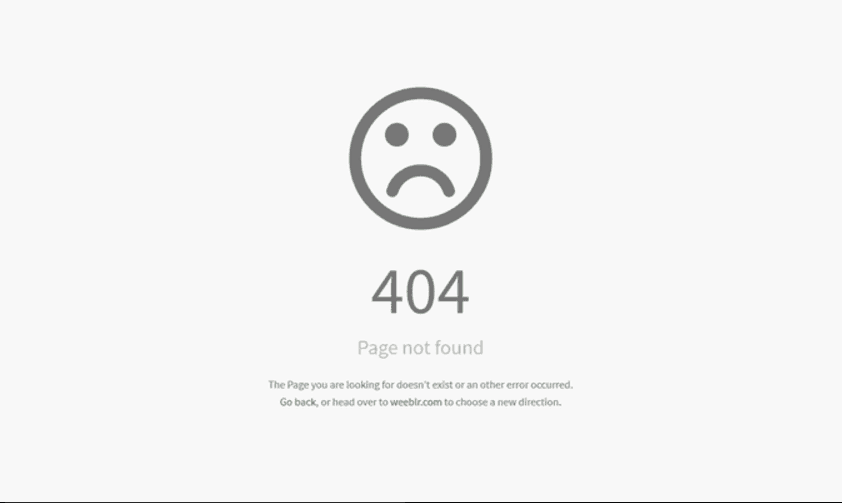 404
Page not found
The Page you are looking for doesn't exist or an other error occurred.
Go back, or head over to weeblr.com to choose a new direction.